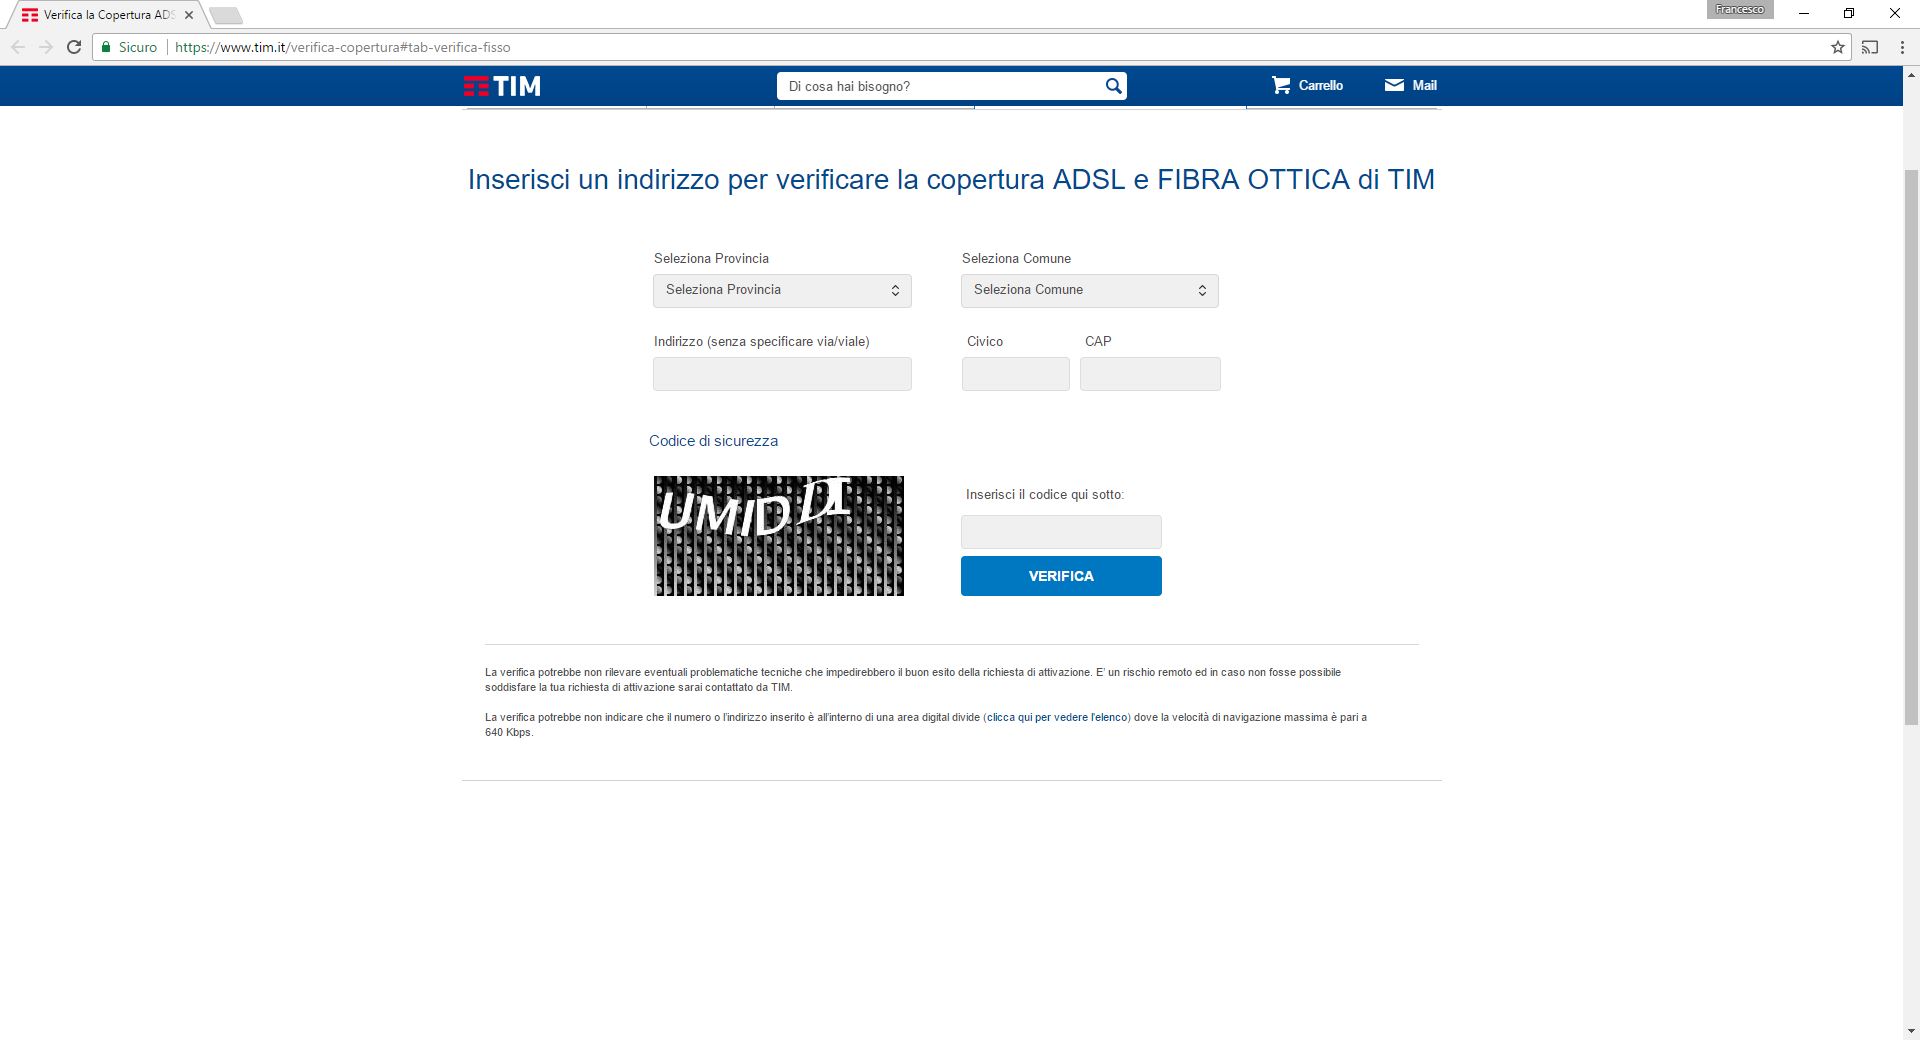 Verifica la Copertura ADS
Francesco
Sicuro
https://www.tim.it/verifica-copertura#tab-verifica-fisso
TIM
Di cosa hai bisogno?
Carrello
Mail
Inserisci un indirizzo per verificare la copertura ADSL e FIBRA OTTICA di TIM
Seleziona Provincia
Seleziona Comune
Seleziona Provincia
Seleziona Comune
Indirizzo (senza specificare via/viale)
Civico
CAP
Codice di sicurezza
UMIDDI
Inserisci il codice qui sotto:
VERIFICA
La verifica potrebbe non rilevare eventuali problematiche tecniche che impedirebbero il buon esito della richiesta di attivazione. E' un rischio remoto ed in caso non fosse possibile
soddisfare la tua richiesta di attivazione sarai contattato da TIM.
La verifica potrebbe non indicare che il numero o l'indirizzo inserito è all'interno di una area digital divide (clicca qui per vedere l'elenco) dove la velocità di navigazione massima è pari a
640 Kbps.